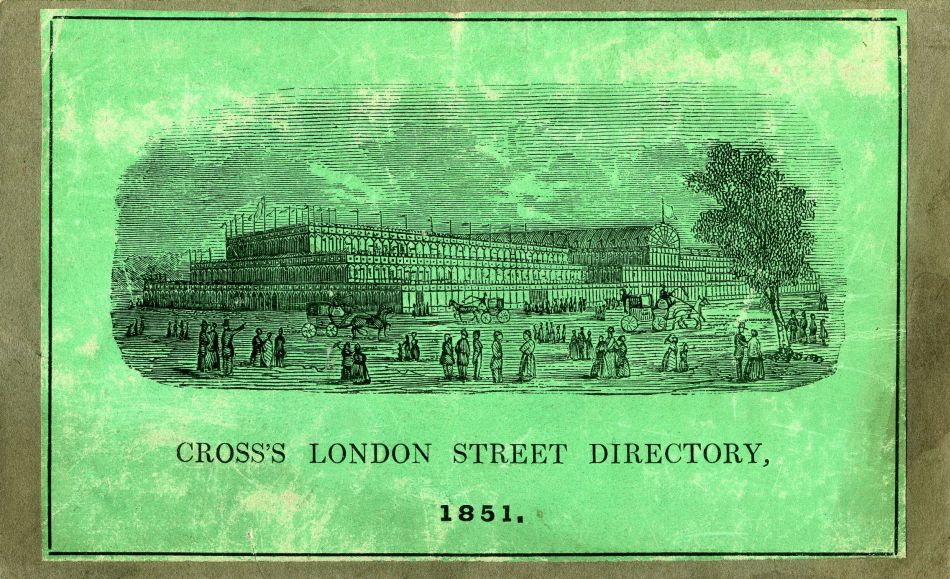 CROSS'S LONDON STREET DIRECTORY,
1851.